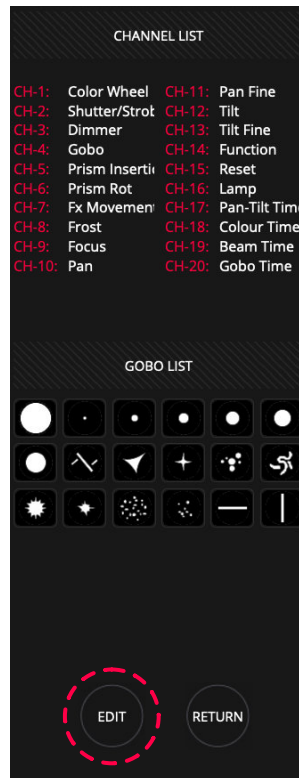 CHANNEL LIST
CH-1: Color Wheel CH-11: Pan Fine
CH-2: Shutter/Strob CH-12: Tilt
CH-3: Dimmer CH-13: Tilt Fine
CH-4: Gobo CH-14: Function
CH-5: Prism Insertic CH-15: Reset
CH-6: Prism Rot CH-16: Lamp
CH-7: Fx Movement CH-17: Pan-Tilt Time
CH-8: Frost CH-18: Colour Time
CH-9: Focus CH-19: Beam Time
CH-10: Pan CH-20: Gobo Time
GOBO LIST
EDIT RETURN